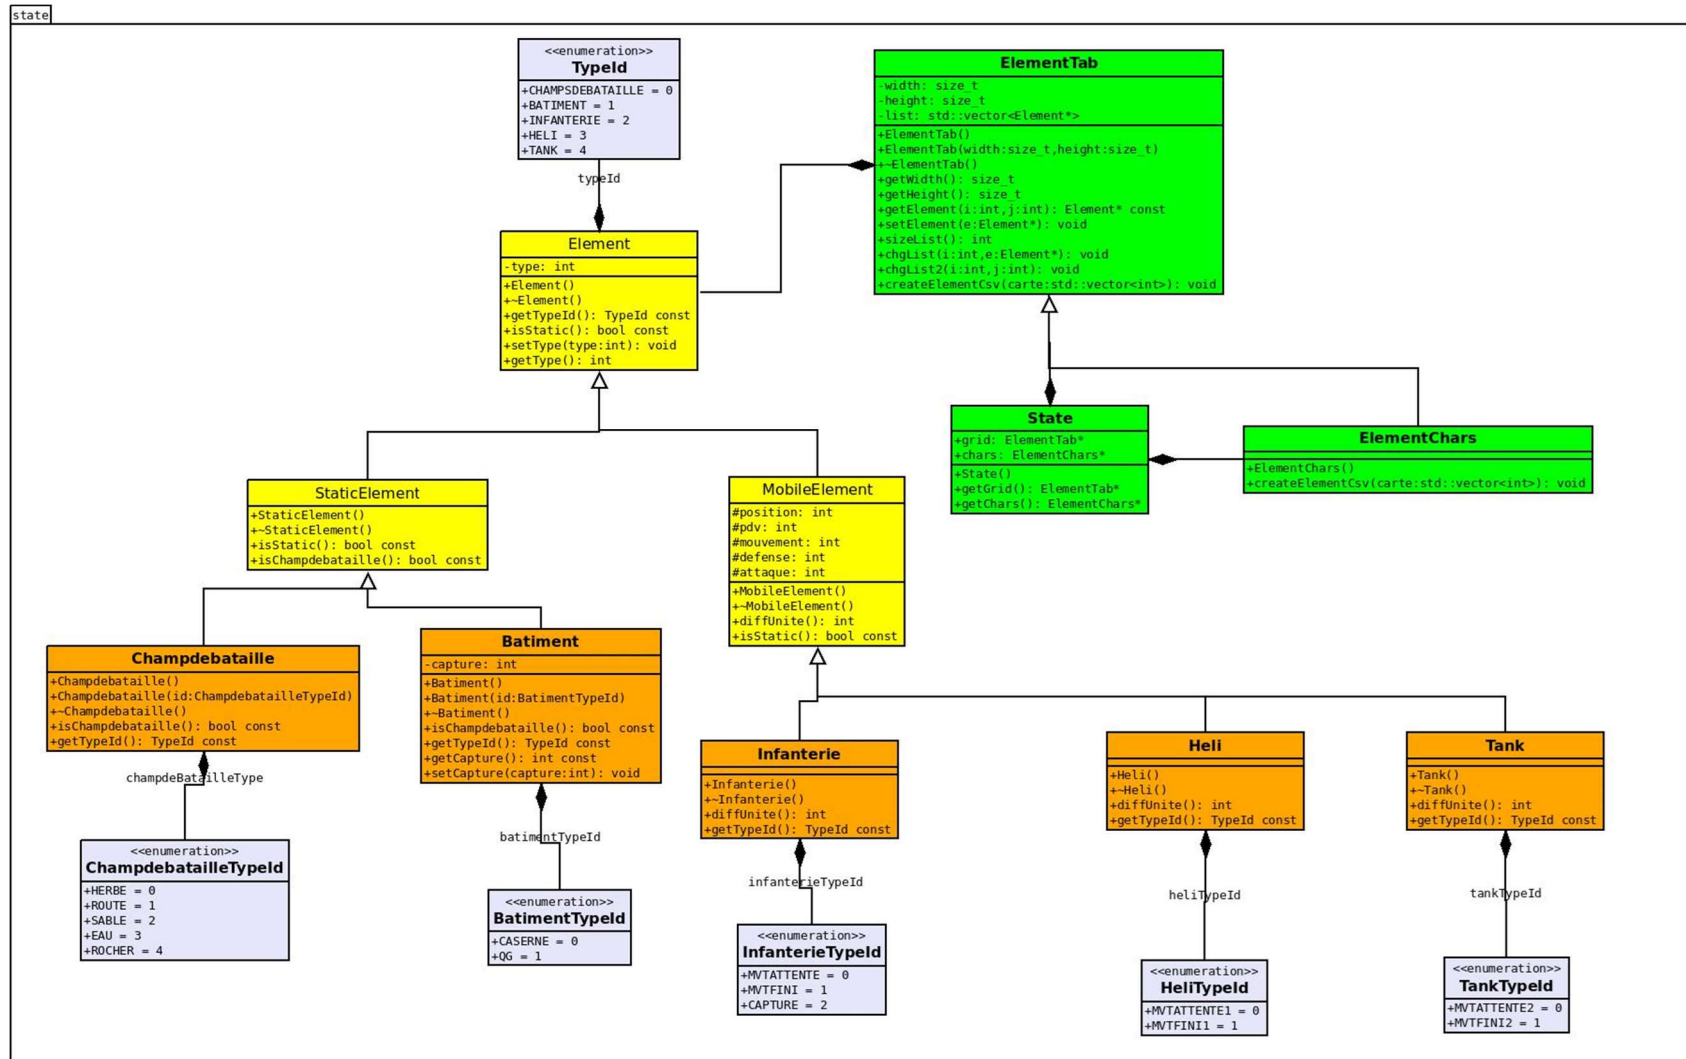 state
<<enumeration>>
TypeId
+CHAMPSDEBATAILLE = 0
+BATIMENT = 1
+INFANTERIE = 2
+HELI = 3
+TANK = 4
typeId
ElementTab
-width: size_t
-height: size_t
-list: std::vector<Element*>
+ElementTab()
+ElementTab(width:size_t,height:size_t)
+~ElementTab()
+getWidth(): size_t
+getHeight(): size_t
+getElement(i:int,j:int): Element* const
+setElement(e:Element*): void
+sizeList(): int
+chgList(i:int,e:Element*): void
+chgList2(i:int,j:int): void
+createElementCsv(carte:std::vector<int>): void
Element
-type: int
+Element()
+~Element()
+getTypeId(): TypeId const
+isStatic(): bool const
+setType(type:int): void
+getType(): int
State
+grid: ElementTab*
+chars: ElementChars*
+State()
+getGrid(): ElementTab*
+getChars(): ElementChars*
ElementChars
+ElementChars()
+createElementCsv(carte:std::vector<int>): void
StaticElement
+StaticElement()
+~StaticElement()
+isStatic(): bool const
+isChampdebataille(): bool const
MobileElement
#position: int
#pdv: int
#mouvement: int
#defense: int
#attaque: int
+MobileElement()
+~MobileElement()
+diffUnite(): int
+isStatic(): bool const
Champdebataille
+Champdebataille()
+Champdebataille(id:ChampdebatailleTypeId)
+~Champdebataille()
+isChampdebataille(): bool const
+getTypeId(): TypeId const
champdeBatailleType
Batiment
-capture: int
+Batiment()
+Batiment(id:BatimentTypeId)
+~Batiment()
+isChampdebataille(): bool const
+getTypeId(): TypeId const
+getCapture(): int const
+setCapture(capture:int): void
batimentTypeId
Infanterie
+Infanterie()
+~Infanterie()
+diffUnite(): int
+getTypeId(): TypeId const
infanterieTypeId
Heli
+Heli()
+~Heli()
+diffUnite(): int
+getTypeId(): TypeId const
heliTypeId
Tank
+Tank()
+~Tank()
+diffUnite(): int
+getTypeId(): TypeId const
tankTypeId
<<enumeration>>
ChampdebatailleTypeId
+HERBE = 0
+ROUTE = 1
+SABLE = 2
+EAU = 3
+ROCHER = 4
<<enumeration>>
BatimentTypeId
+CASERNE = 0
+QG = 1
<<enumeration>>
InfanterieTypeId
+MVTATTENTE = 0
+MVTFINI = 1
+CAPTURE = 2
<<enumeration>>
HeliTypeId
+MVTATTENTE1 = 0
+MVTFINI1 = 1
<<enumeration>>
TankTypeId
+MVTATTENTE2 = 0
+MVTFINI2 = 1